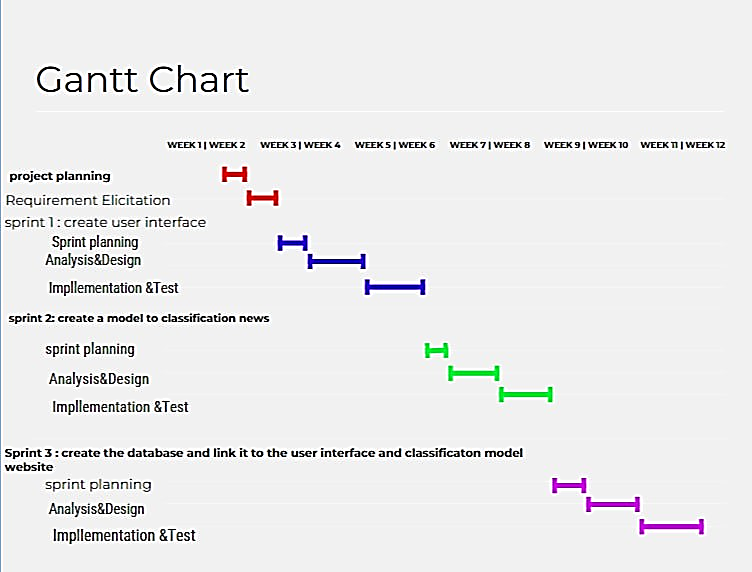 Gantt Chart
WEEK 1 | WEEK 2 WEEK 3 | WEEK 4 WEEK 5 | WEEK 6 WEEK 7 | WEEK 8 WEEK 9 | WEEK 10 WEEK 11 | WEEK 12
project planning
Requirement Elicitation
sprint 1 : create user interface
Sprint planning
Analysis&Design
Impllementation &Test
sprint 2: create a model to classification news
sprint planning
Analysis&Design
Impllementation &Test
Sprint 3 : create the database and link it to the user interface and classificaton model
website
sprint planning
Analysis&Design
Impllementation &Test